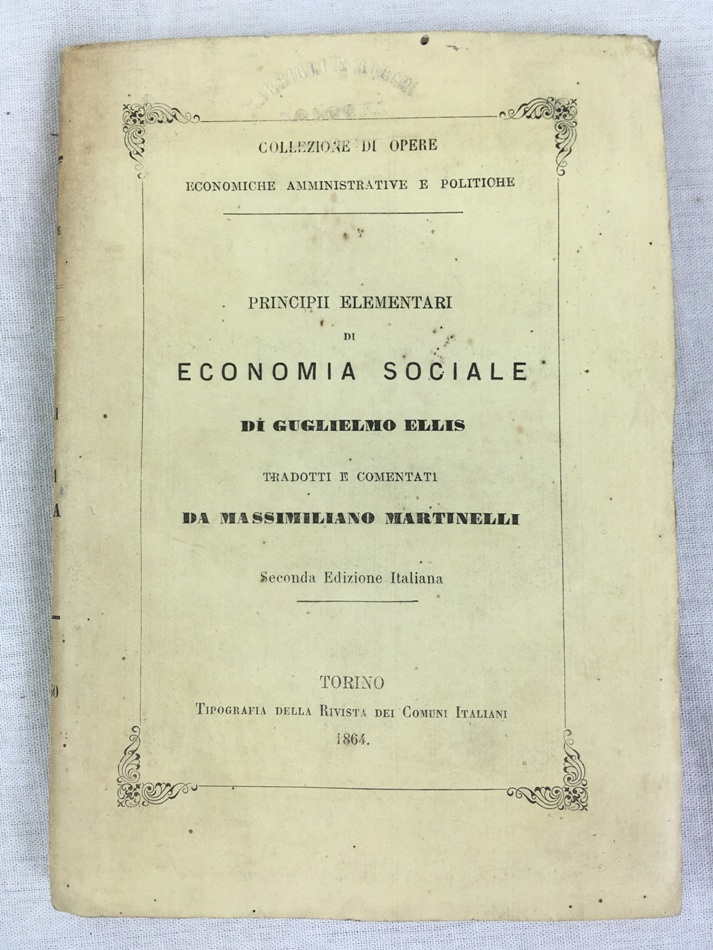 COLLEZIONE DI OPERE
ECONOMICHE AMMINISTRATIVE E POLITICHE
PRINCIPII ELEMENTARI
DI
ECONOMIA SOCIALE
DI GUGLIELMO ELLIS
TRADOTTI E COMENTATI
DA MASSIMILIANO MARTINELLI
Seconda Edizione Italiana
TORINO
TIPOGRAFIA DELLA RIVISTA DEI COMUNI ITALIANI
1864.